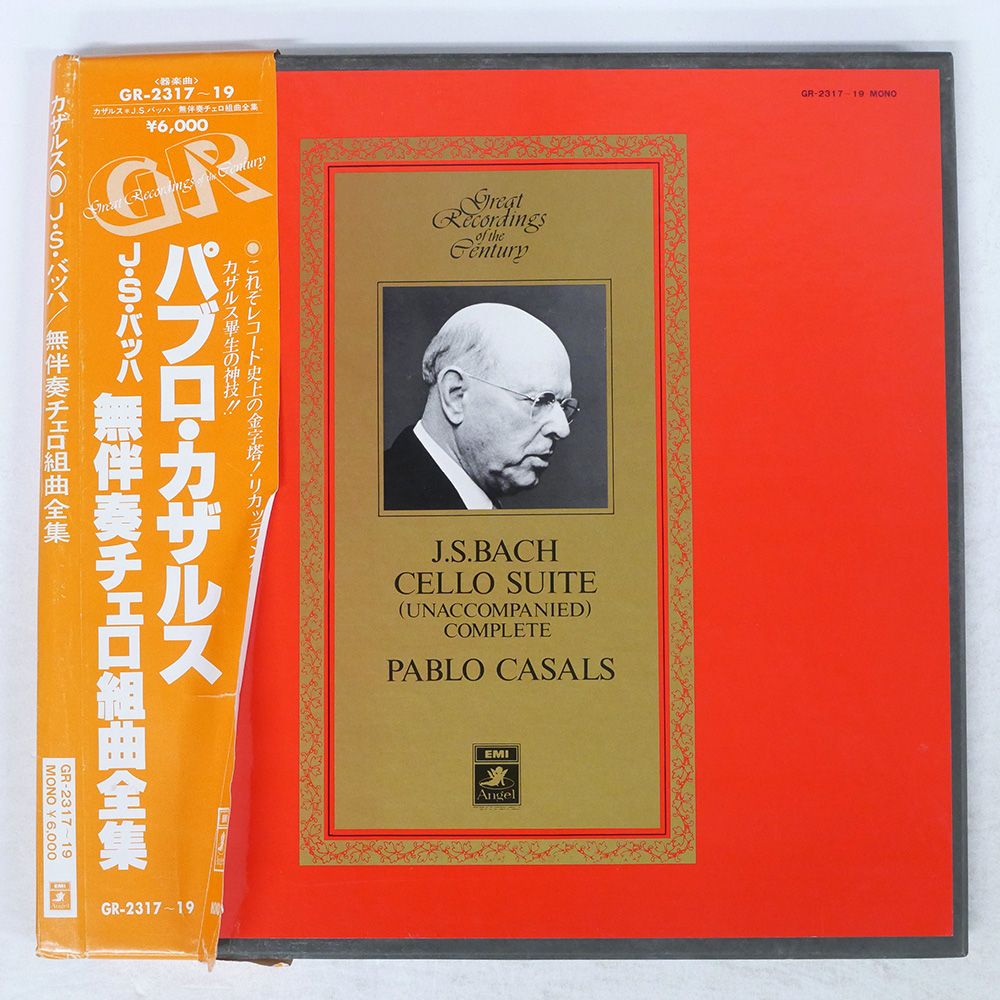 カザルス◉J・S・バッハ/無伴奏チェロ組曲全集
GR-2317~19
MONO ¥6,000
EMI
Angel
〈器楽曲〉
GR-2317~19
カザルス*J.S.バッハ/無伴奏チェロ組曲全集
¥6,000
GR
Great Recordings of the Century
●これぞレコード史上の金字塔!リカッティング
カザルス畢生の神技!!
パブロ・カザルス
J・S・バッハ
無伴奏チェロ組曲全集
GR-2317~19
GR-2317~19 MONO
Great
Recordings
of the
Century
J.S.BACH
CELLO SUITE
(UNACCOMPANIED)
COMPLETE
PABLO CASALS
EMI
Angel